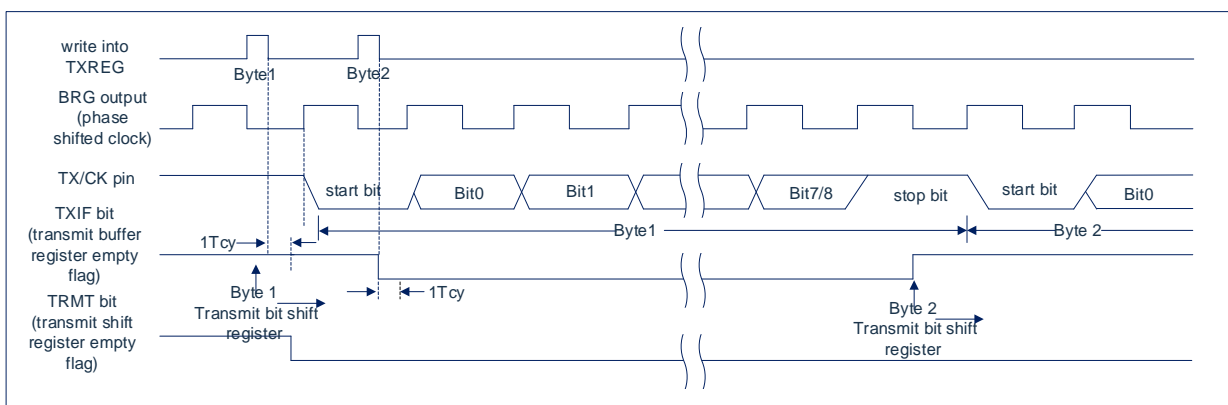 write into
TXREG
Byte1
Byte2
BRG output
(phase
shifted clock)
TX/CK pin
start bit
Bit0
Bit1
Bit7/8
stop bit
start bit
Bit0
TXIF bit
(transmit buffer
register empty
flag)
1Tcy
Byte1
Byte 2
1Tcy
Byte 1
Transmit bit shift
register
Byte 2
Transmit bit shift
register
TRMT bit
(transmit shift
register empty
flag)